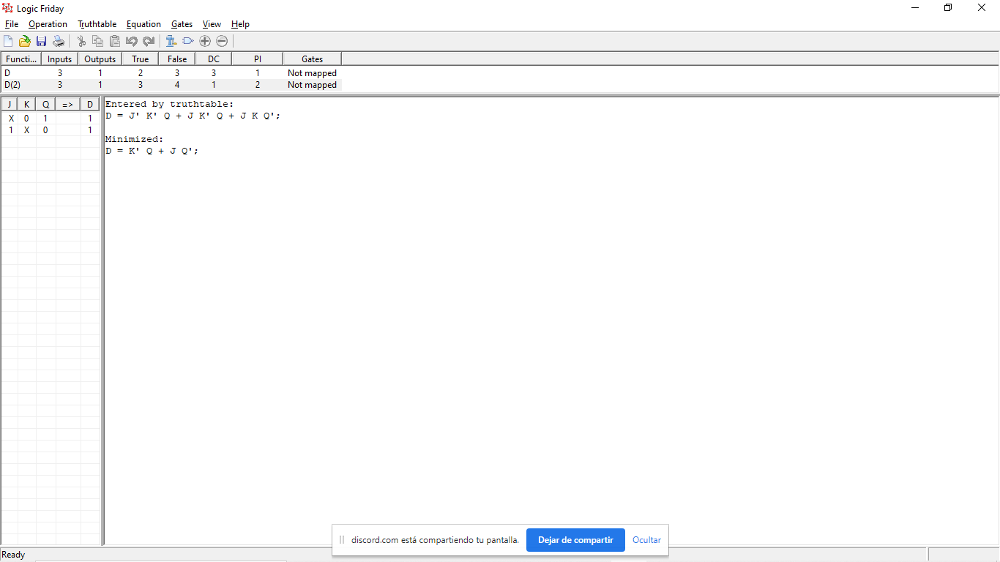 Logic Friday
File Operation Truthtable Equation Gates View Help
Functi... Inputs Outputs True False DC PI Gates
D 3 1 2 3 3 1 Not mapped
D(2) 3 1 3 4 1 2 Not mapped
J K Q => D
X 0 1 1
1 X 0 1
Entered by truthtable:
D = J' K' Q + J K' Q + J K Q';
Minimized:
D = K' Q + J Q';
discord.com está compartiendo tu pantalla. Dejar de compartir Ocultar
Ready